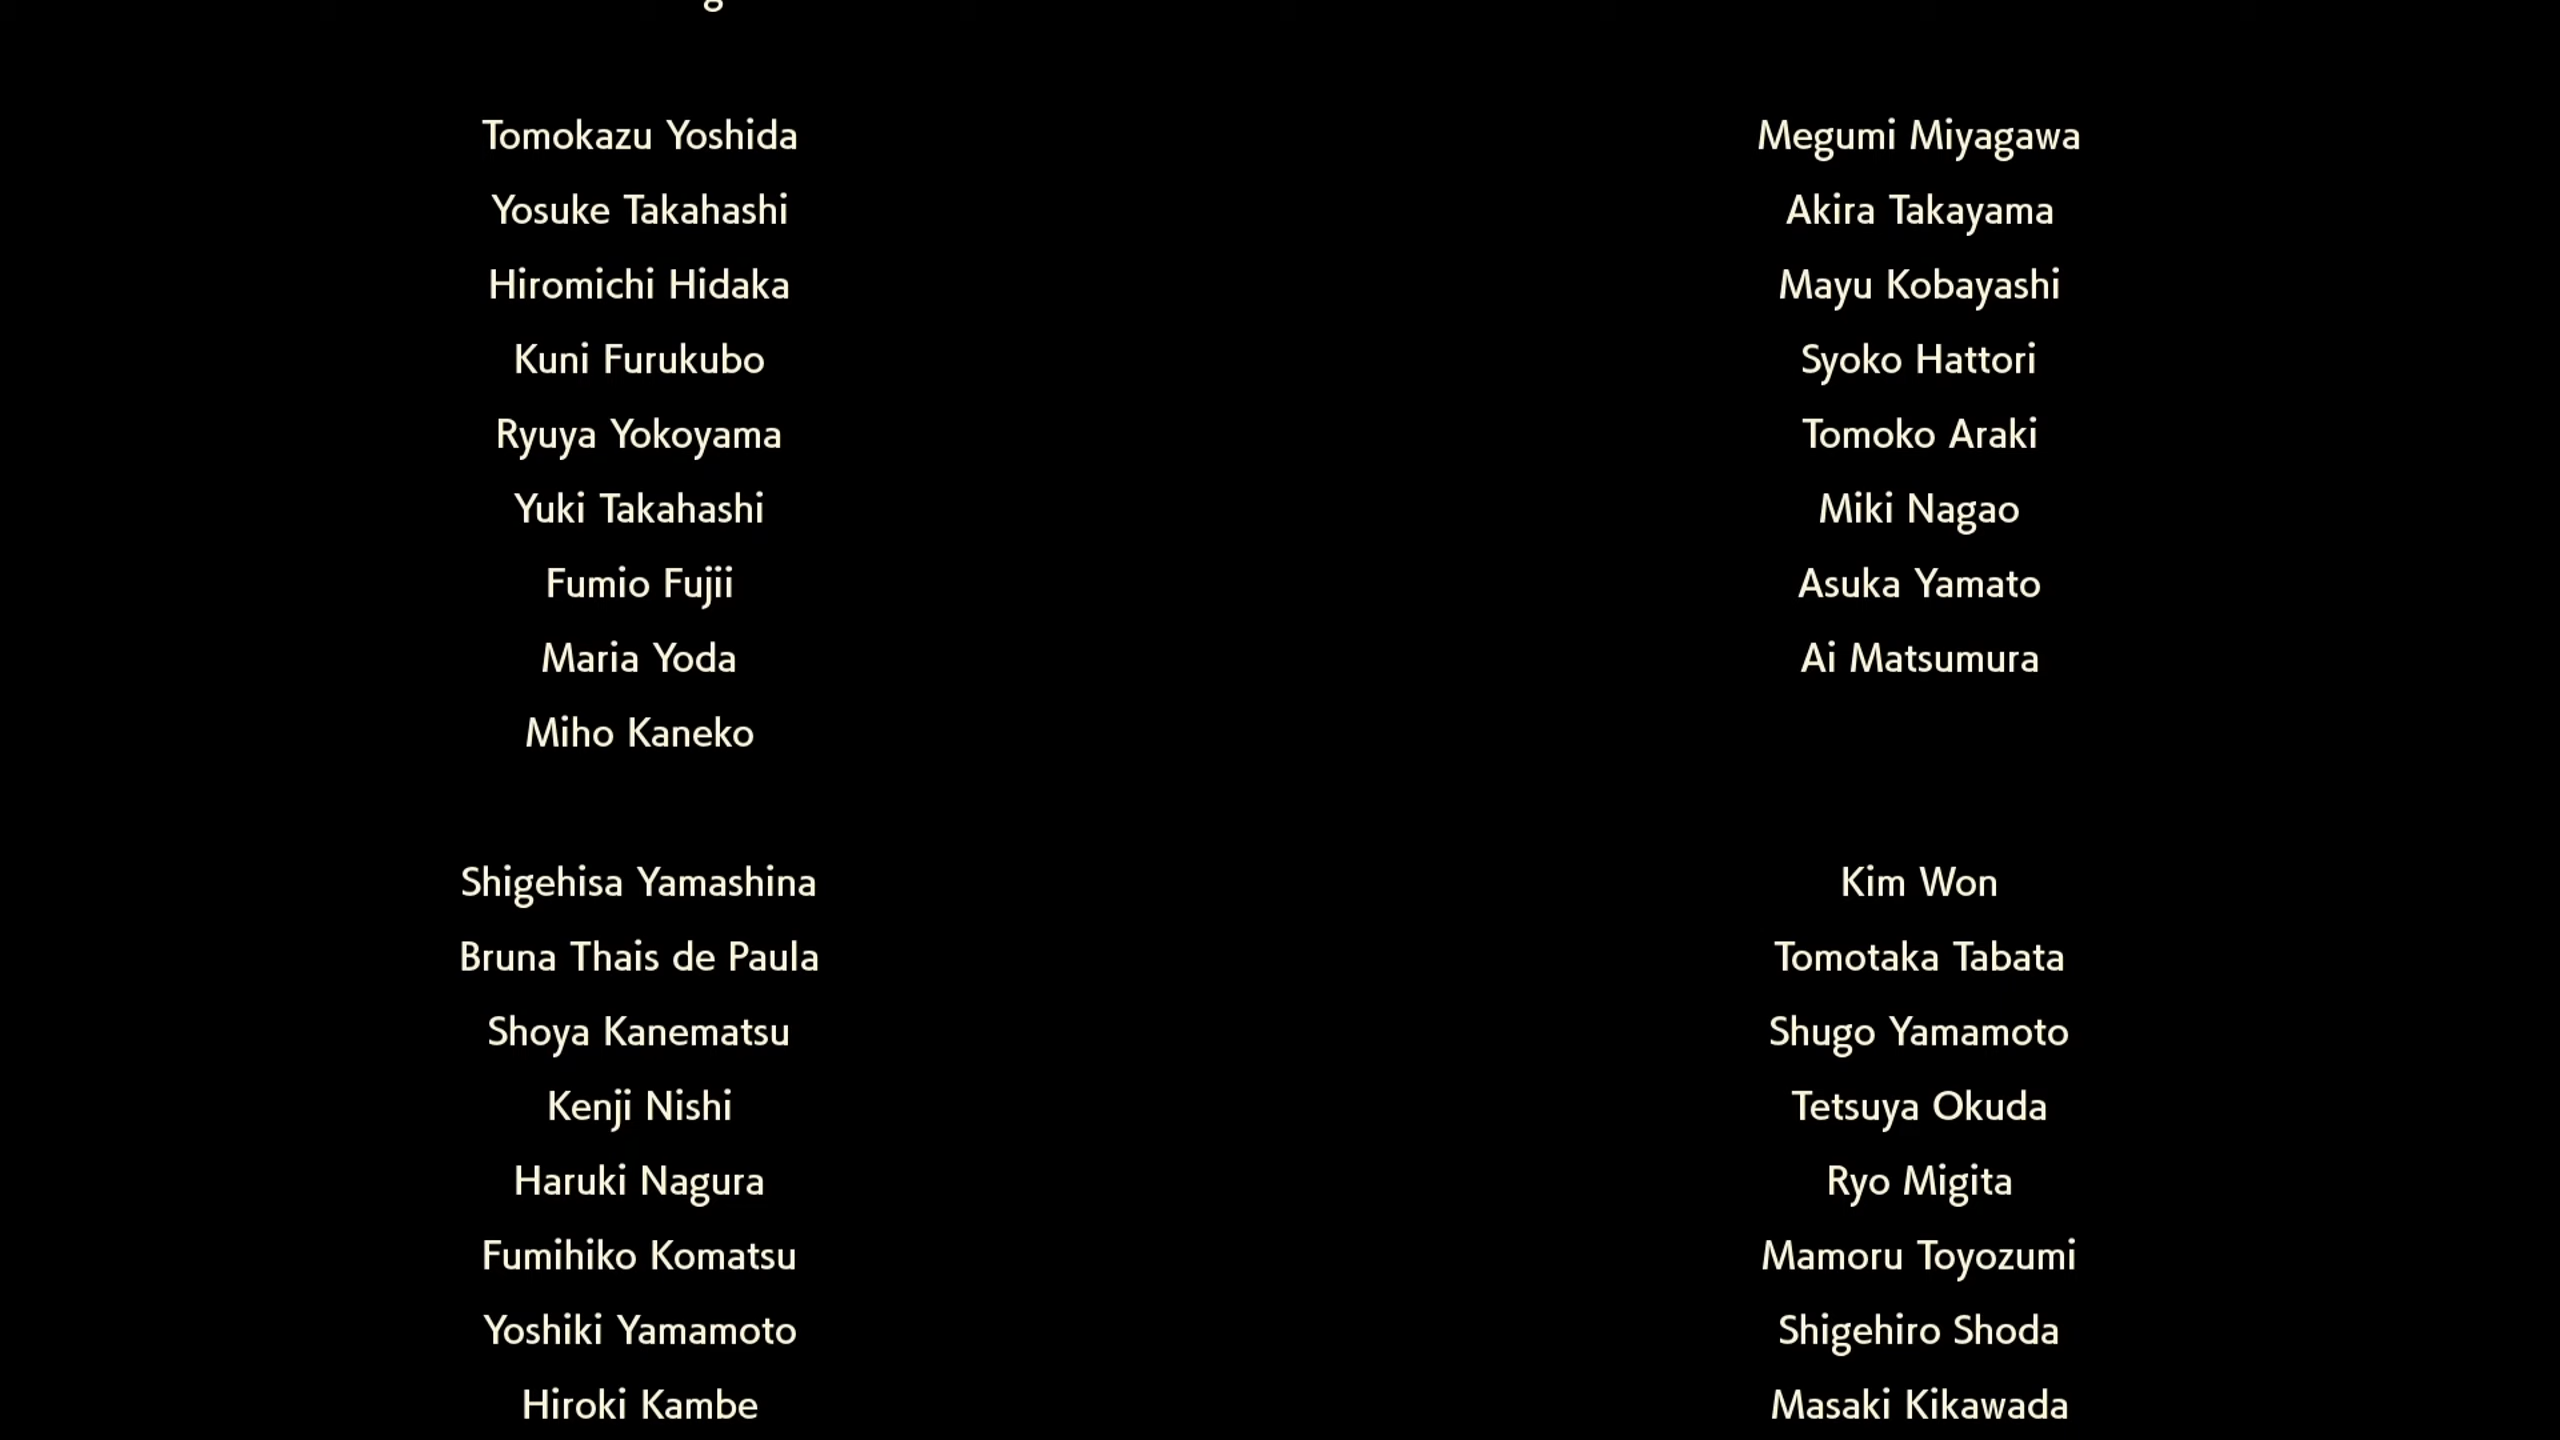 Tomokazu Yoshida
Megumi Miyagawa
Yosuke Takahashi
Akira Takayama
Hiromichi Hidaka
Mayu Kobayashi
Kuni Furukubo
Syoko Hattori
Ryuya Yokoyama
Tomoko Araki
Yuki Takahashi
Miki Nagao
Fumio Fujii
Asuka Yamato
Maria Yoda
Ai Matsumura
Miho Kaneko
Shigehisa Yamashina
Kim Won
Bruna Thais de Paula
Tomotaka Tabata
Shoya Kanematsu
Shugo Yamamoto
Kenji Nishi
Tetsuya Okuda
Haruki Nagura
Ryo Migita
Fumihiko Komatsu
Mamoru Toyozumi
Yoshiki Yamamoto
Shigehiro Shoda
Hiroki Kambe
Masaki Kikawada